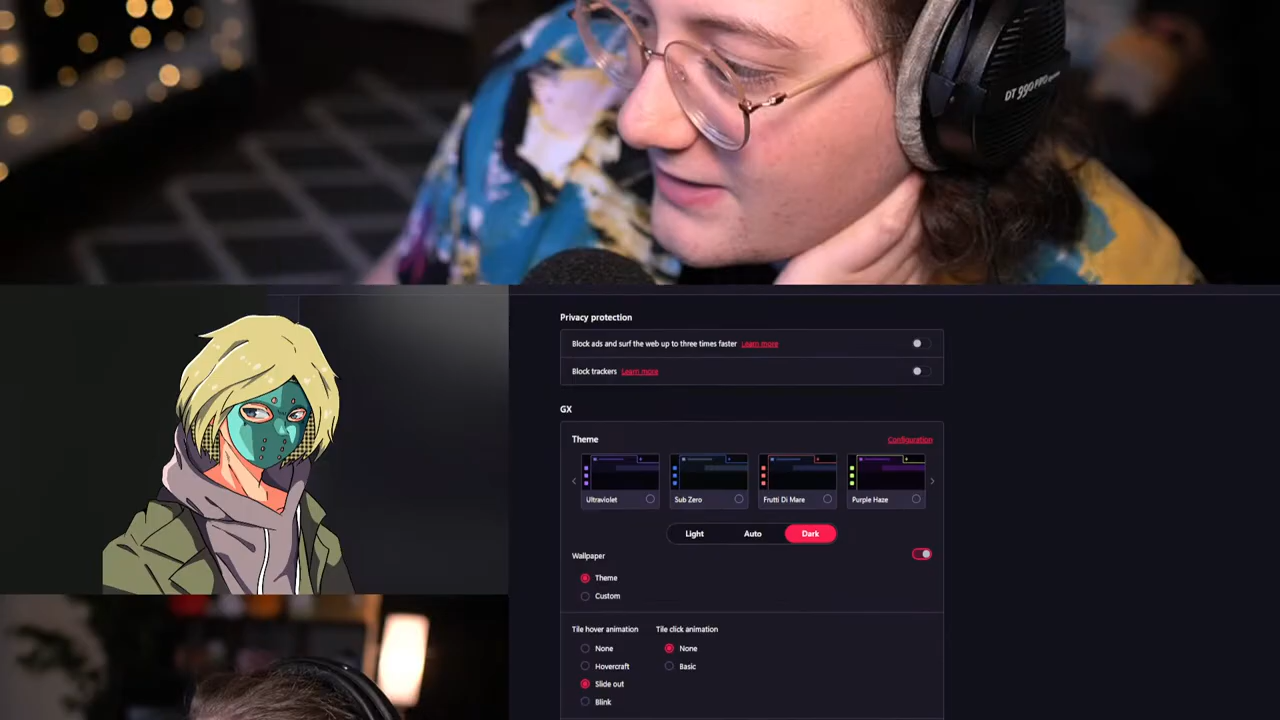 DT 990 PRO
Privacy protection
Block ads and surf the web up to three times faster Learn more
Block trackers Learn more
GX
Theme Configuration
Ultraviolet Sub Zero Frutti Di Mare Purple Haze
Light Auto Dark
Wallpaper
Theme
Custom
Tile hover animation Tile click animation
None None
Hovercraft Basic
Slide out
Blink